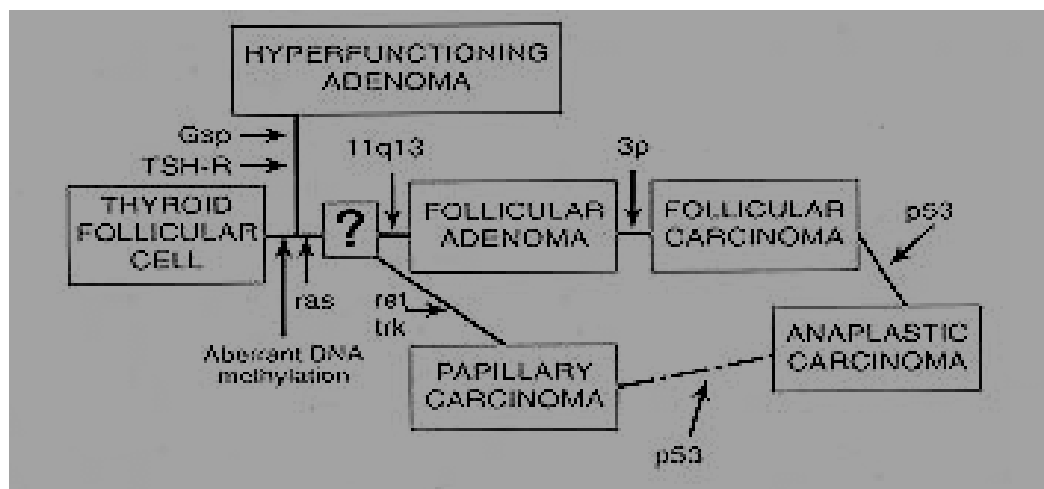 HYPERFUNCTIONING
ADENOMA
Gsp
TSH-R
11q13
3p
THYROID
FOLLICULAR
CELL
?
FOLLICULAR
ADENOMA
FOLLICULAR
CARCINOMA
p53
ras
ret
trk
Aberrant DNA
methylation
PAPILLARY
CARCINOMA
ANAPLASTIC
CARCINOMA
p53